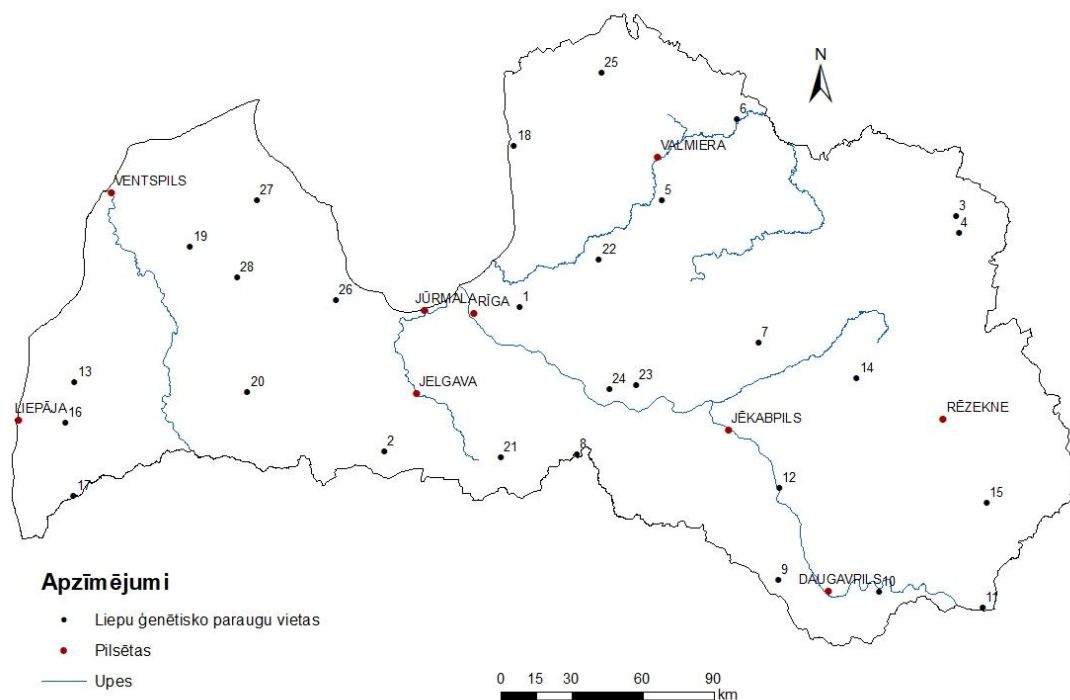 25
N
6
18
VALMIERA
VENTSPILS
27
5
3
4
19
22
28
26
JŪRMALA
RĪGA
1
7
13
14
20
24
23
LIEPĀJA
16
JELGAVA
JĒKABPILS
RĒZEKNE
2
21
8
12
17
15
9
DAUGAVPILS
10
11
Apzīmējumi
Liepu ģenētisko paraugu vietas
Pilsētas
Upes
0 15 30 60 90
km